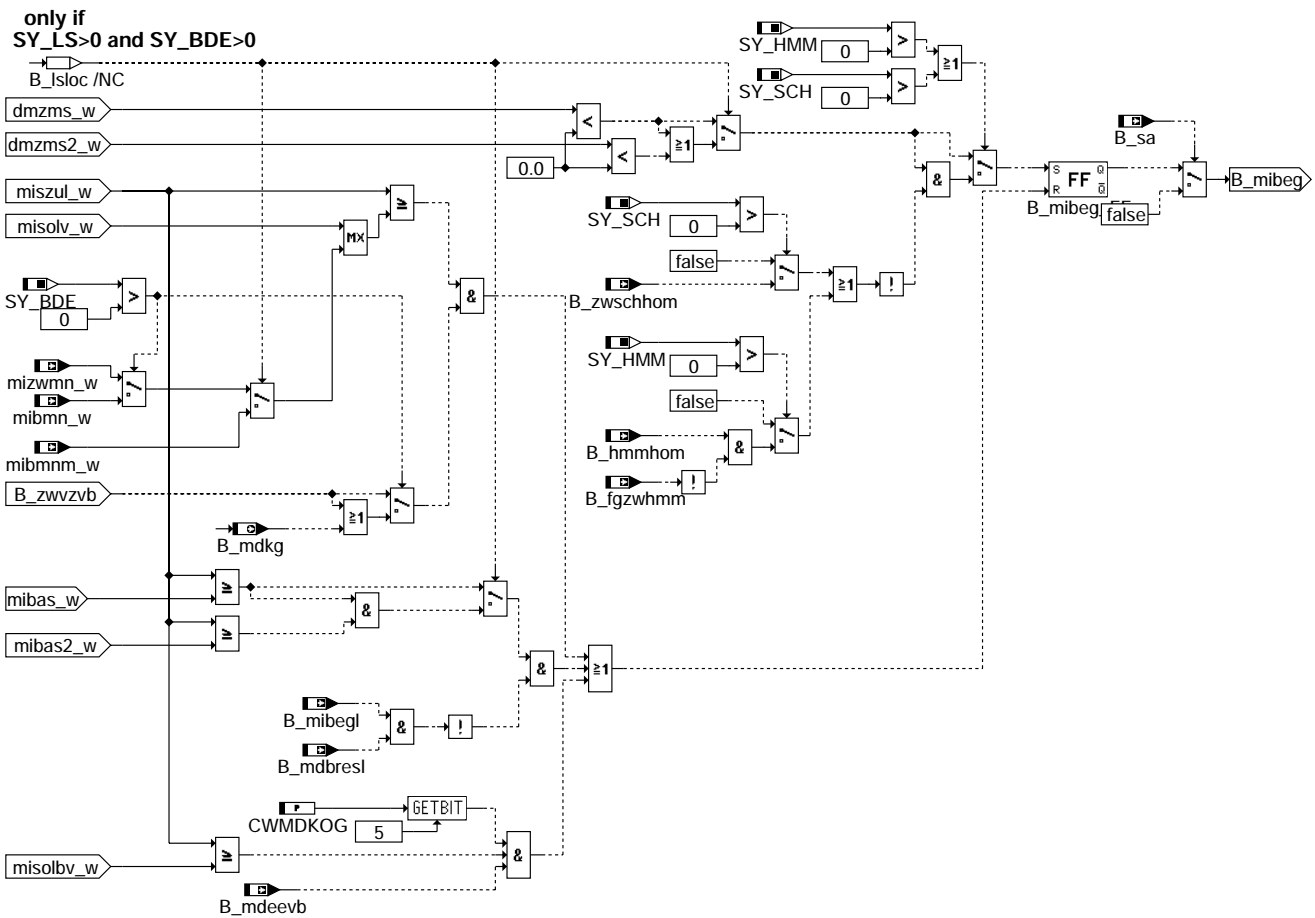 only if
SY_LS>0 and SY_BDE>0
B_lsloc /NC
SY_HMM
0
>
≥1
SY_SCH
0
>
dmzms_w
<
dmzms2_w
<
≥1
0.0
B_sa
miszul_w
≥
&
S Q
FF
R Q
B_mibeg_FF
false
B_mibeg
misolv_w
MX
SY_SCH
0
>
false
B_zwschhom
≥1
!
SY_BDE
0
>
&
mizwmn_w
mibmn_w
mibmnm_w
SY_HMM
0
>
false
B_hmmhom
&
B_fgzwhmm
!
B_zwvzvb
≥1
B_mdkg
mibas_w
≥
&
mibas2_w
≥
&
≥1
B_mibegl
&
!
B_mdbresl
CWMDKOG
P
GETBIT
5
&
misolbv_w
≥
B_mdeevb